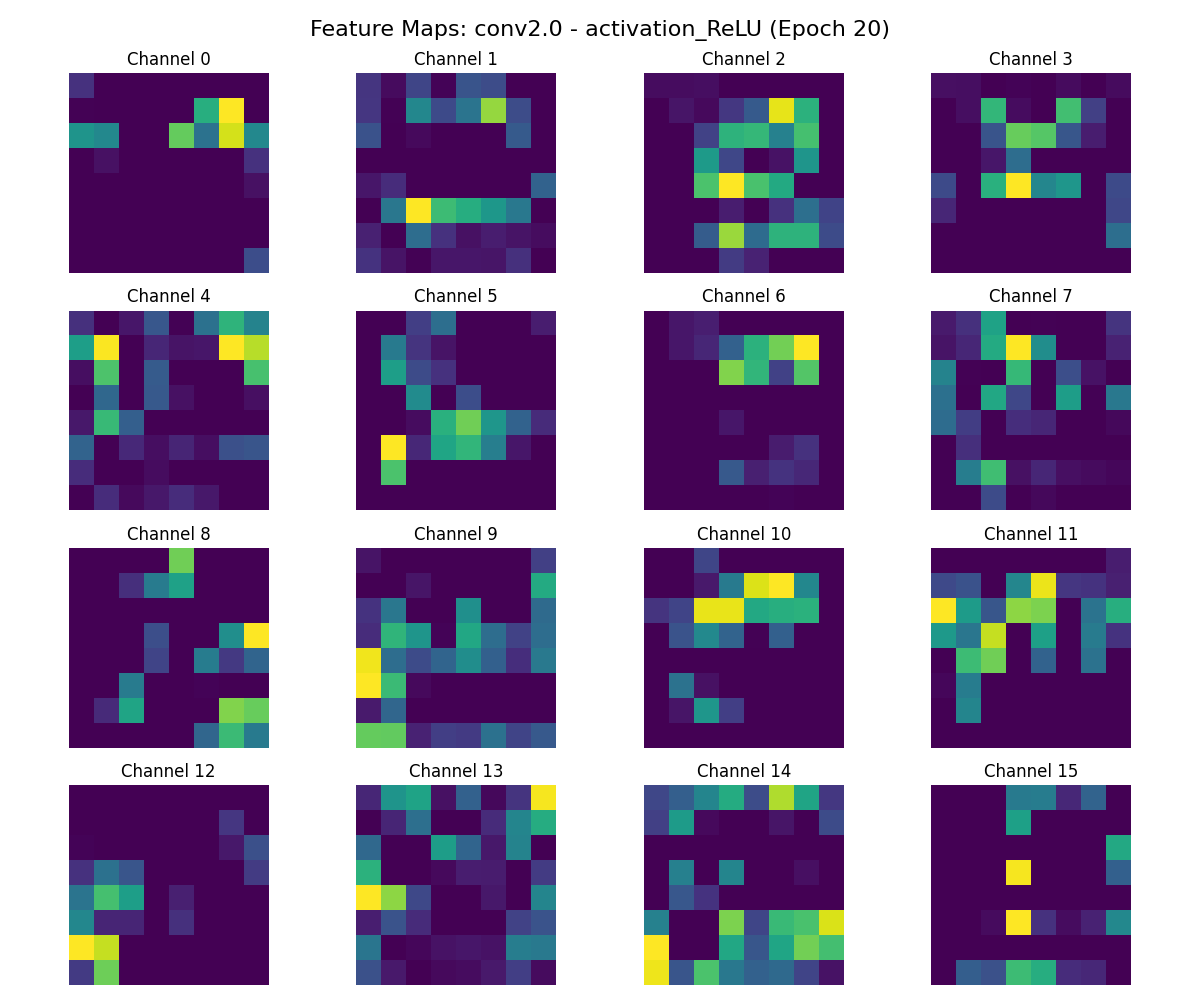 Feature Maps: conv2.0 - activation_ReLU (Epoch 20)
Channel 0 Channel 1 Channel 2 Channel 3
Channel 4 Channel 5 Channel 6 Channel 7
Channel 8 Channel 9 Channel 10 Channel 11
Channel 12 Channel 13 Channel 14 Channel 15